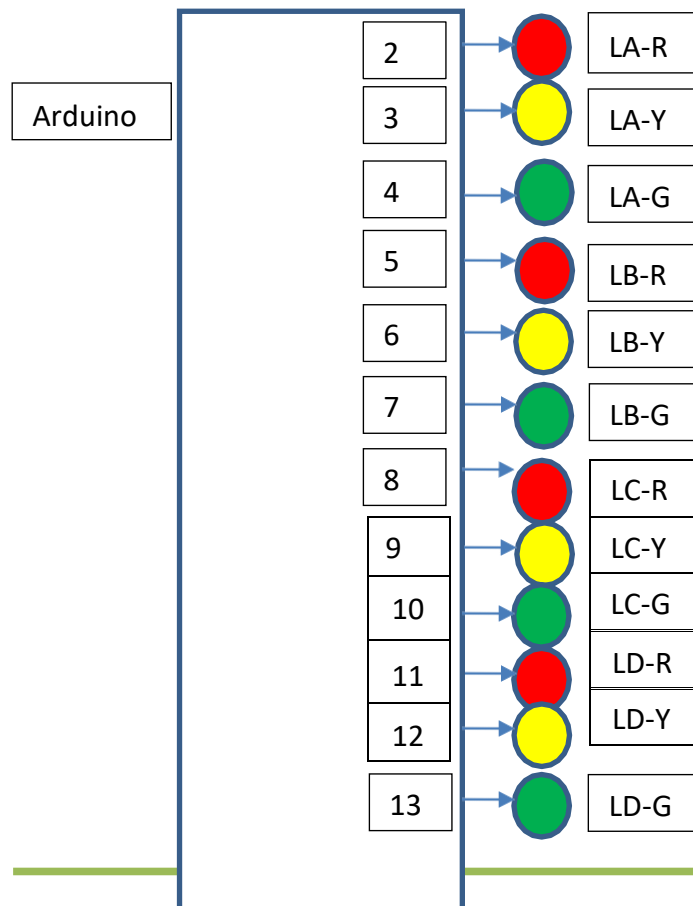 2 LA-R
Arduino
3 LA-Y
4 LA-G
5 LB-R
6 LB-Y
7 LB-G
8 LC-R
9 LC-Y
10 LC-G
11 LD-R
12 LD-Y
13 LD-G